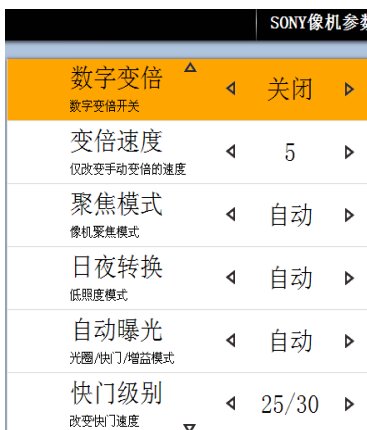 SONY像机参数
数字变倍
关闭
数字变倍开关
变倍速度
5
仅改变手动变倍的速度
聚焦模式
自动
像机聚焦模式
日夜转换
自动
低照度模式
自动曝光
自动
光圈/快门/增益模式
快门级别
25/30
改变快门速度